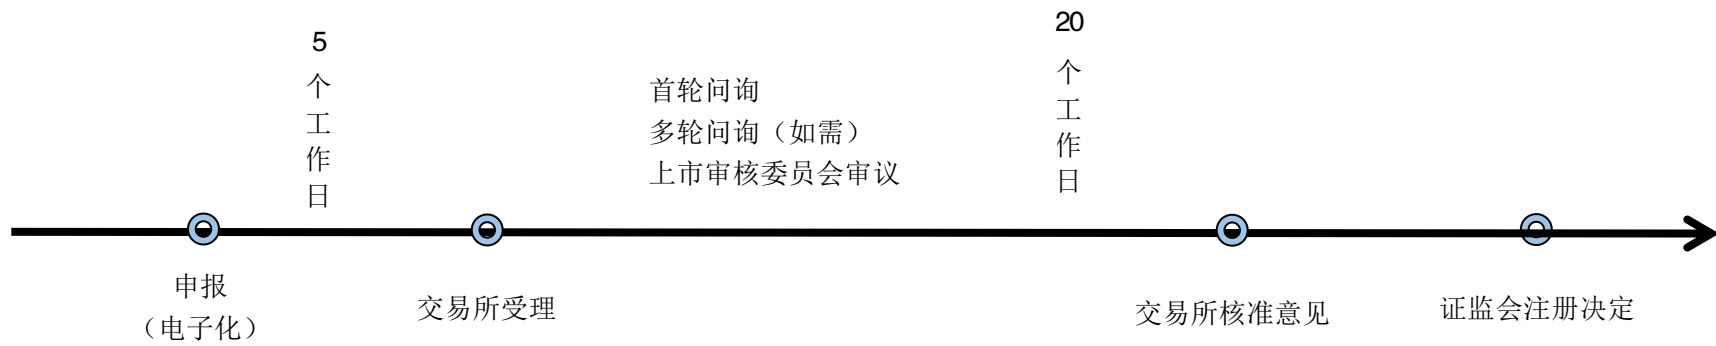 5
个
工
作
日
首轮问询
多轮问询（如需）
上市审核委员会审议
20
个
工
作
日
申报
（电子化）
交易所受理
交易所核准意见
证监会注册决定